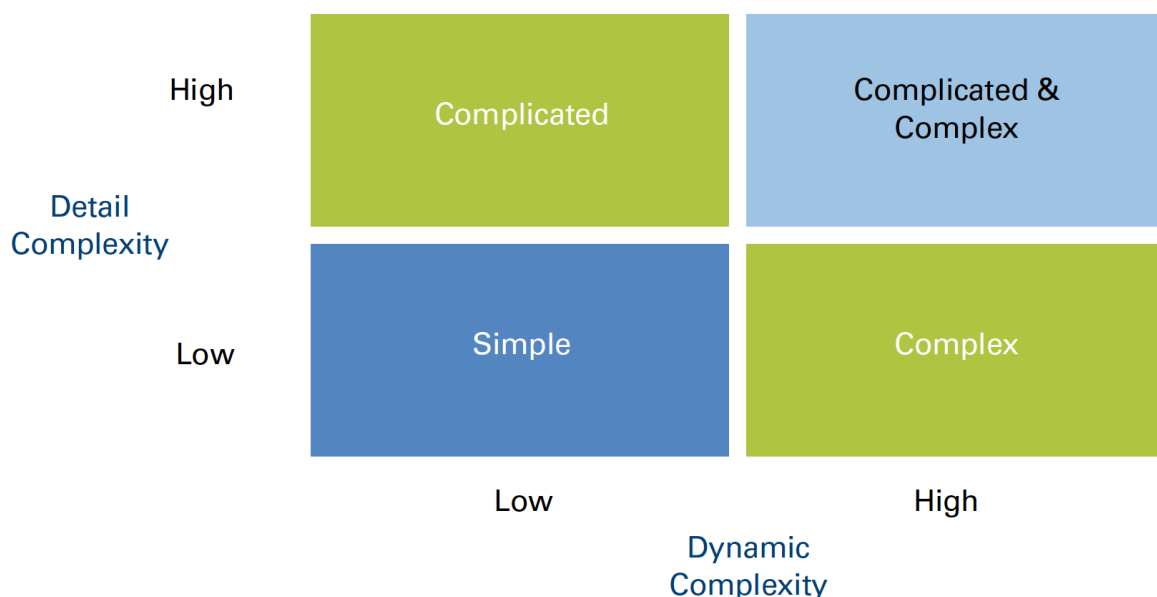 High
Complicated
Complicated &
Complex
Detail
Complexity
Low
Simple
Complex
Low
High
Dynamic
Complexity